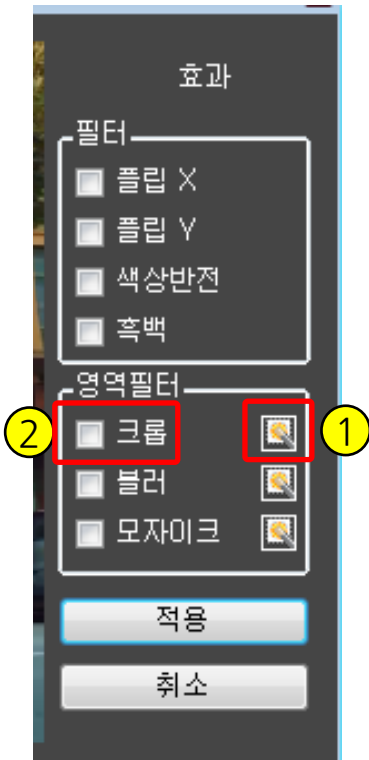 효과
필터
플립 X
플립 Y
색상반전
흑백
영역필터
2 크롭 1
블러
모자이크
적용
취소